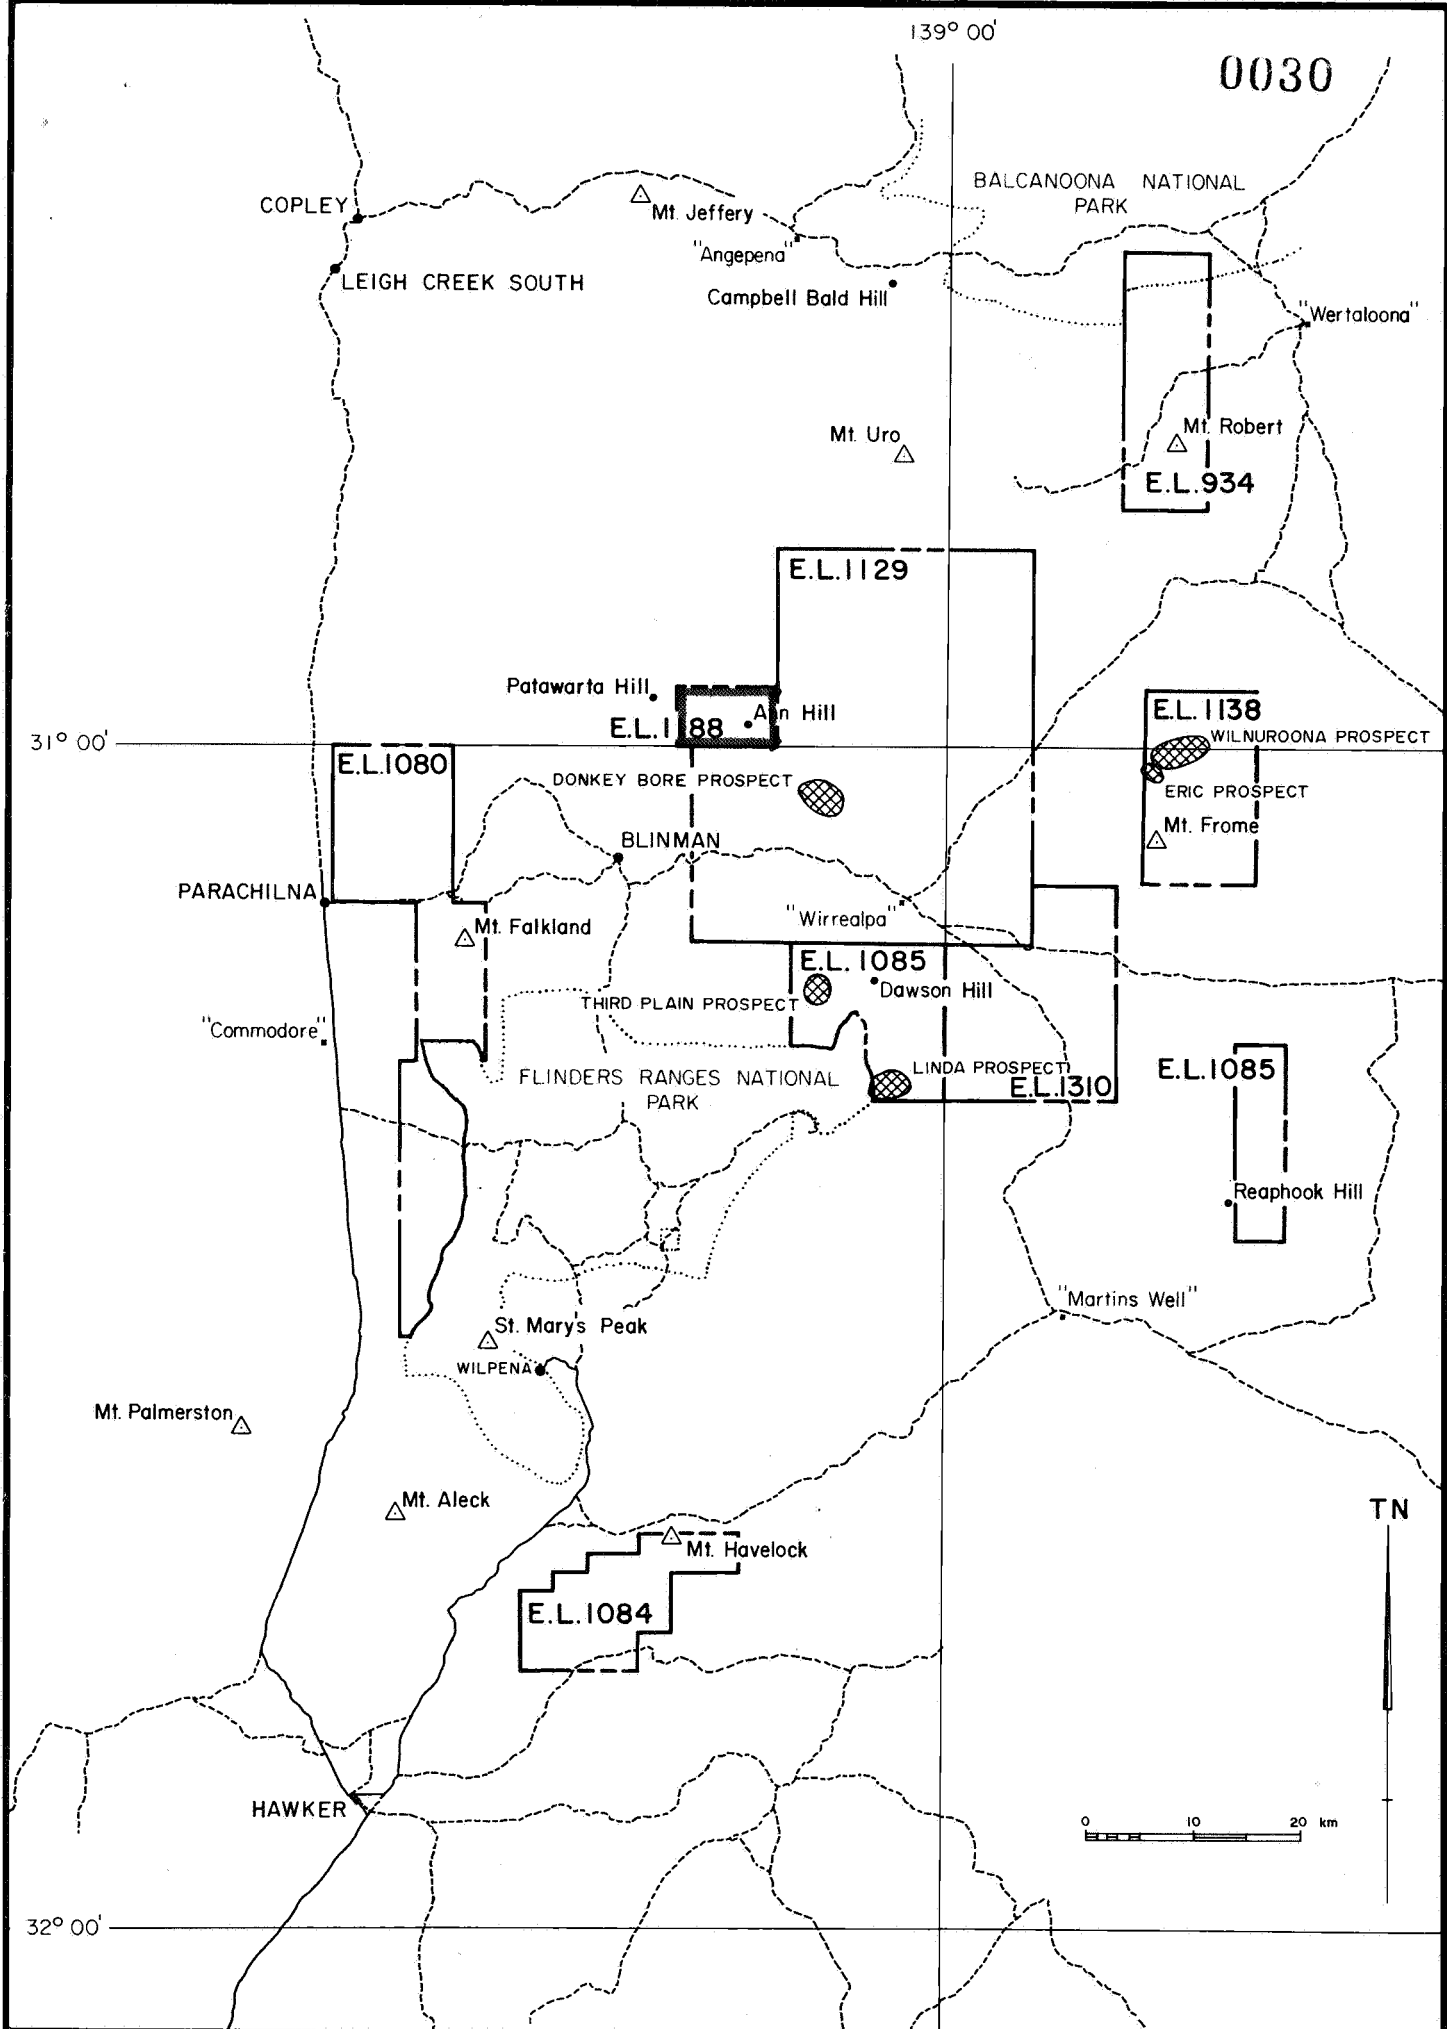 139° 00'
0030
BALCANOONA NATIONAL
PARK
COPLEY
Mt. Jeffery
"Angepena"
LEIGH CREEK SOUTH
Campbell Bald Hill
"Wertaloona"
Mt. Uro
Mt. Robert
E.L.934
E.L.1129
Patawarta Hill
Ann Hill
E.L.1188
E.L.1138
31° 00'
WILNUROONA PROSPECT
E.L.1080
DONKEY BORE PROSPECT
ERIC PROSPECT
Mt. Frome
BLINMAN
PARACHILNA
"Wirrealpa"
Mt. Falkland
E.L. 1085
Dawson Hill
THIRD PLAIN PROSPECT
"Commodore"
LINDA PROSPECT
E.L.1085
FLINDERS RANGES NATIONAL
PARK
E.L.1310
Reaphook Hill
"Martins Well"
St. Mary's Peak
WILPENA
Mt. Palmerston
Mt. Aleck
TN
Mt. Havelock
E.L.1084
HAWKER
0 10 20 km
32° 00'